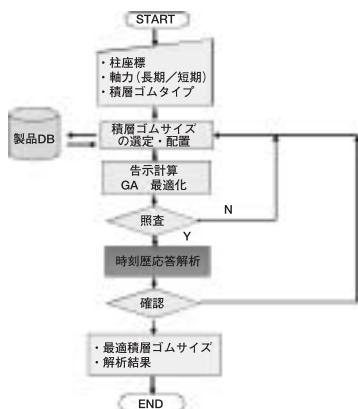 START
・柱座標
・軸力(長期/短期)
・積層ゴムタイプ
製品DB
積層ゴムサイズ
の選定・配置
告示計算
GA 最適化
照査
N
Y
時刻歴応答解析
確認
・最適積層ゴムサイズ
・解析結果
END